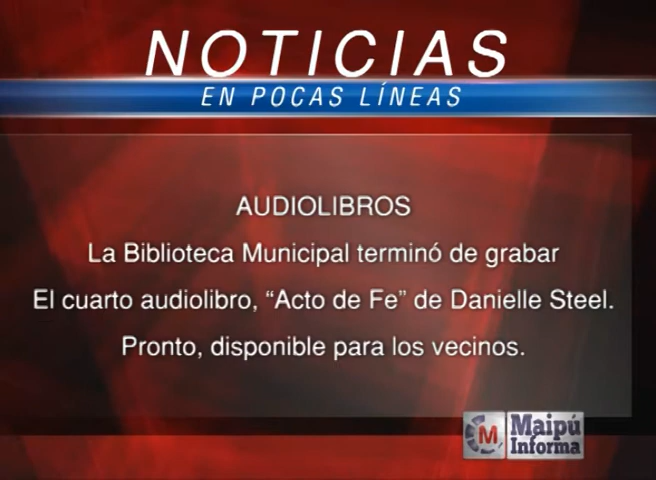 NOTICIAS
EN POCAS LÍNEAS
AUDIOLIBROS
La Biblioteca Municipal terminó de grabar
El cuarto audiolibro, “Acto de Fe” de Danielle Steel.
Pronto, disponible para los vecinos.
M Maipú
Informa